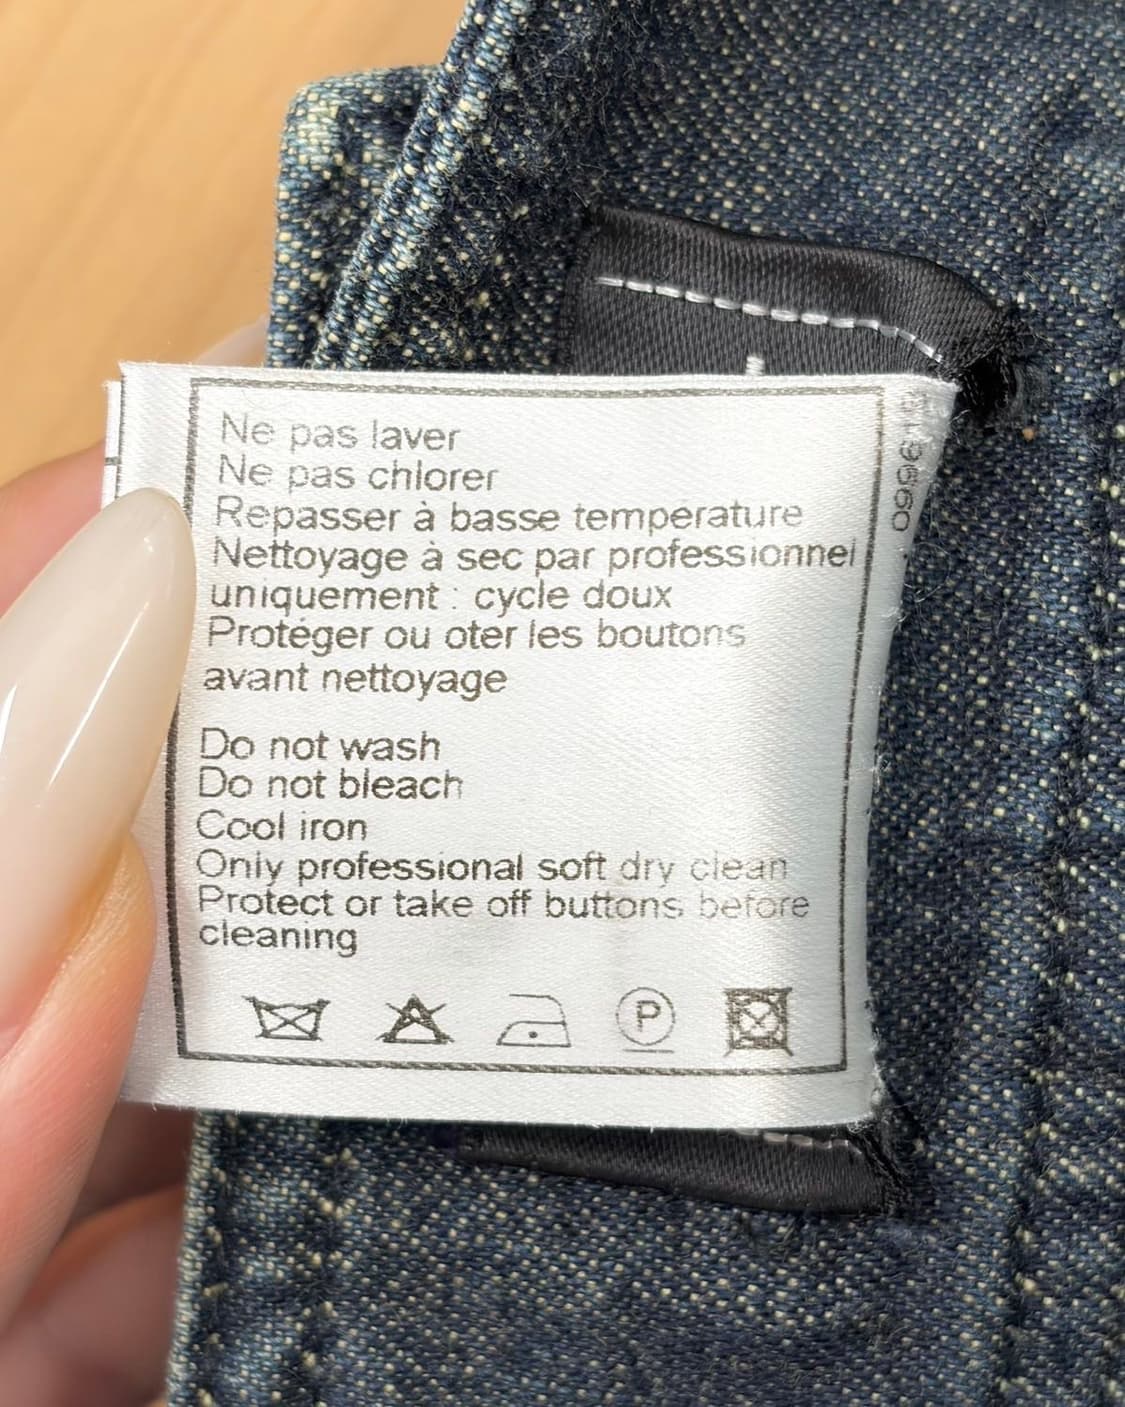 Ne pas laver
Ne pas chlorer
Repasser à basse température
Nettoyage à sec par professionnel
uniquement : cycle doux
Protéger ou oter les boutons
avant nettoyage
Do not wash
Do not bleach
Cool iron
Only professional soft dry clean
Protect or take off buttons before
cleaning
P